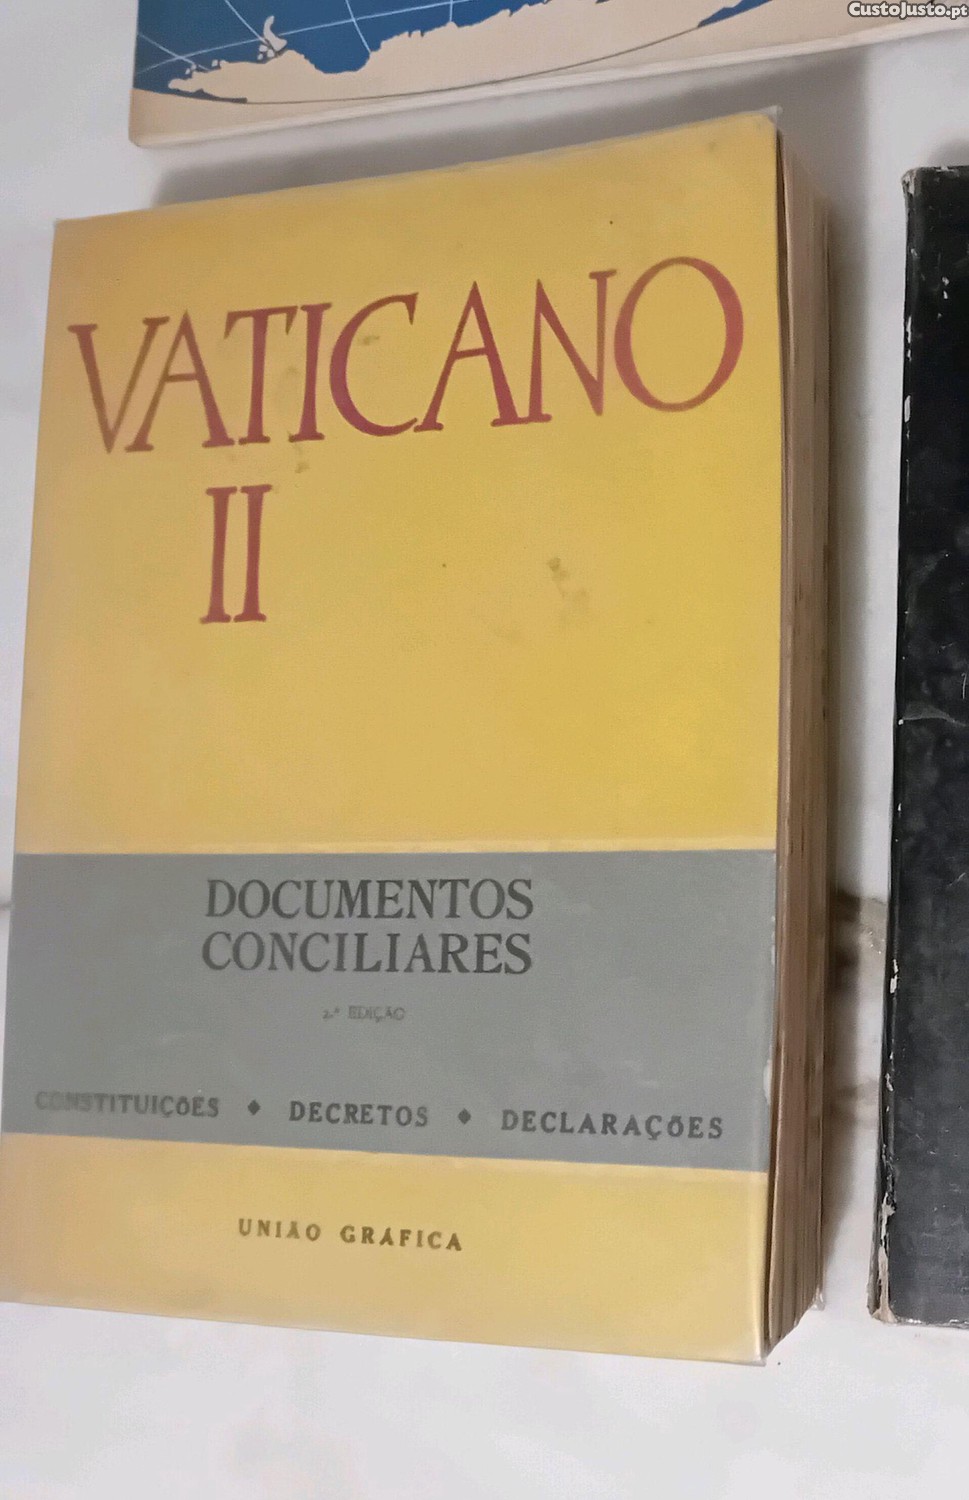 CustoJusto.pt
VATICANO
II
DOCUMENTOS
CONCILIARES
2.ª EDIÇÃO
CONSTITUIÇÕES ♦ DECRETOS ♦ DECLARAÇÕES
UNIÃO GRÁFICA